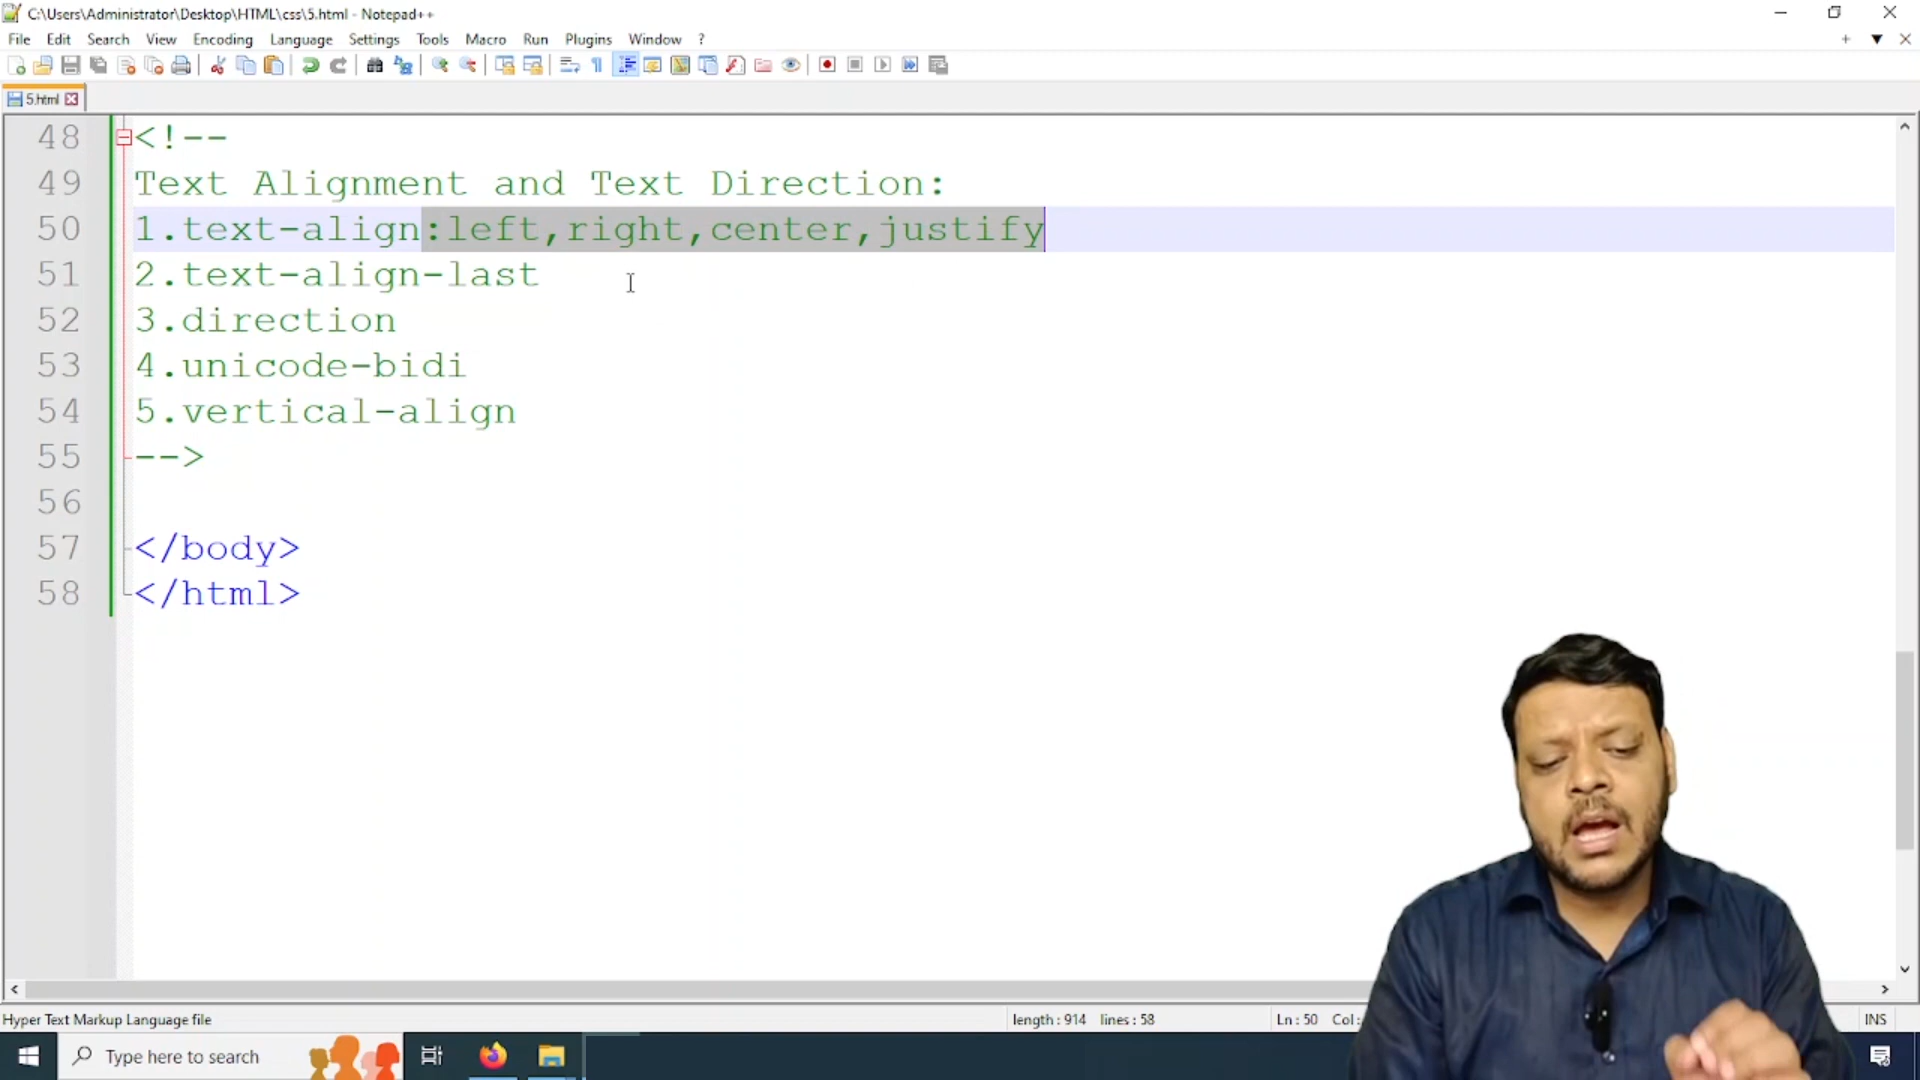 C:\Users\Administrator\Desktop\HTML\css\5.html - Notepad++
File Edit Search View Encoding Language Settings Tools Macro Run Plugins Window ?
5.html
48 <!--
49 Text Alignment and Text Direction:
50 1.text-align:left,right,center,justify
51 2.text-align-last
52 3.direction
53 4.unicode-bidi
54 5.vertical-align
55 -->
56
57 </body>
58 </html>
Hyper Text Markup Language file length : 914 lines : 58 Ln : 50 Col : INS
Type here to search